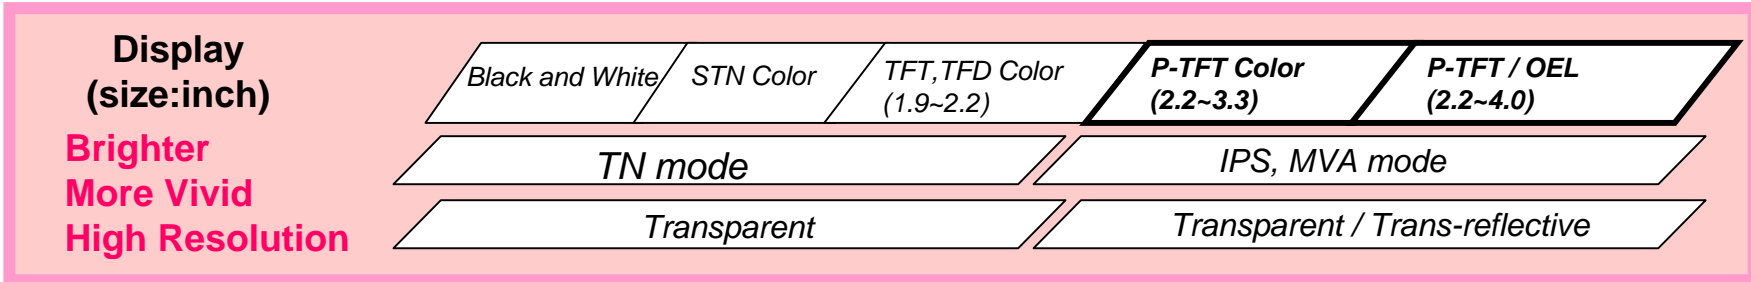 Display
(size:inch)
Brighter
More Vivid
High Resolution
Black and White
STN Color
TFT,TFD Color
(1.9~2.2)
P-TFT Color
(2.2~3.3)
P-TFT / OEL
(2.2~4.0)
TN mode
IPS, MVA mode
Transparent
Transparent / Trans-reflective